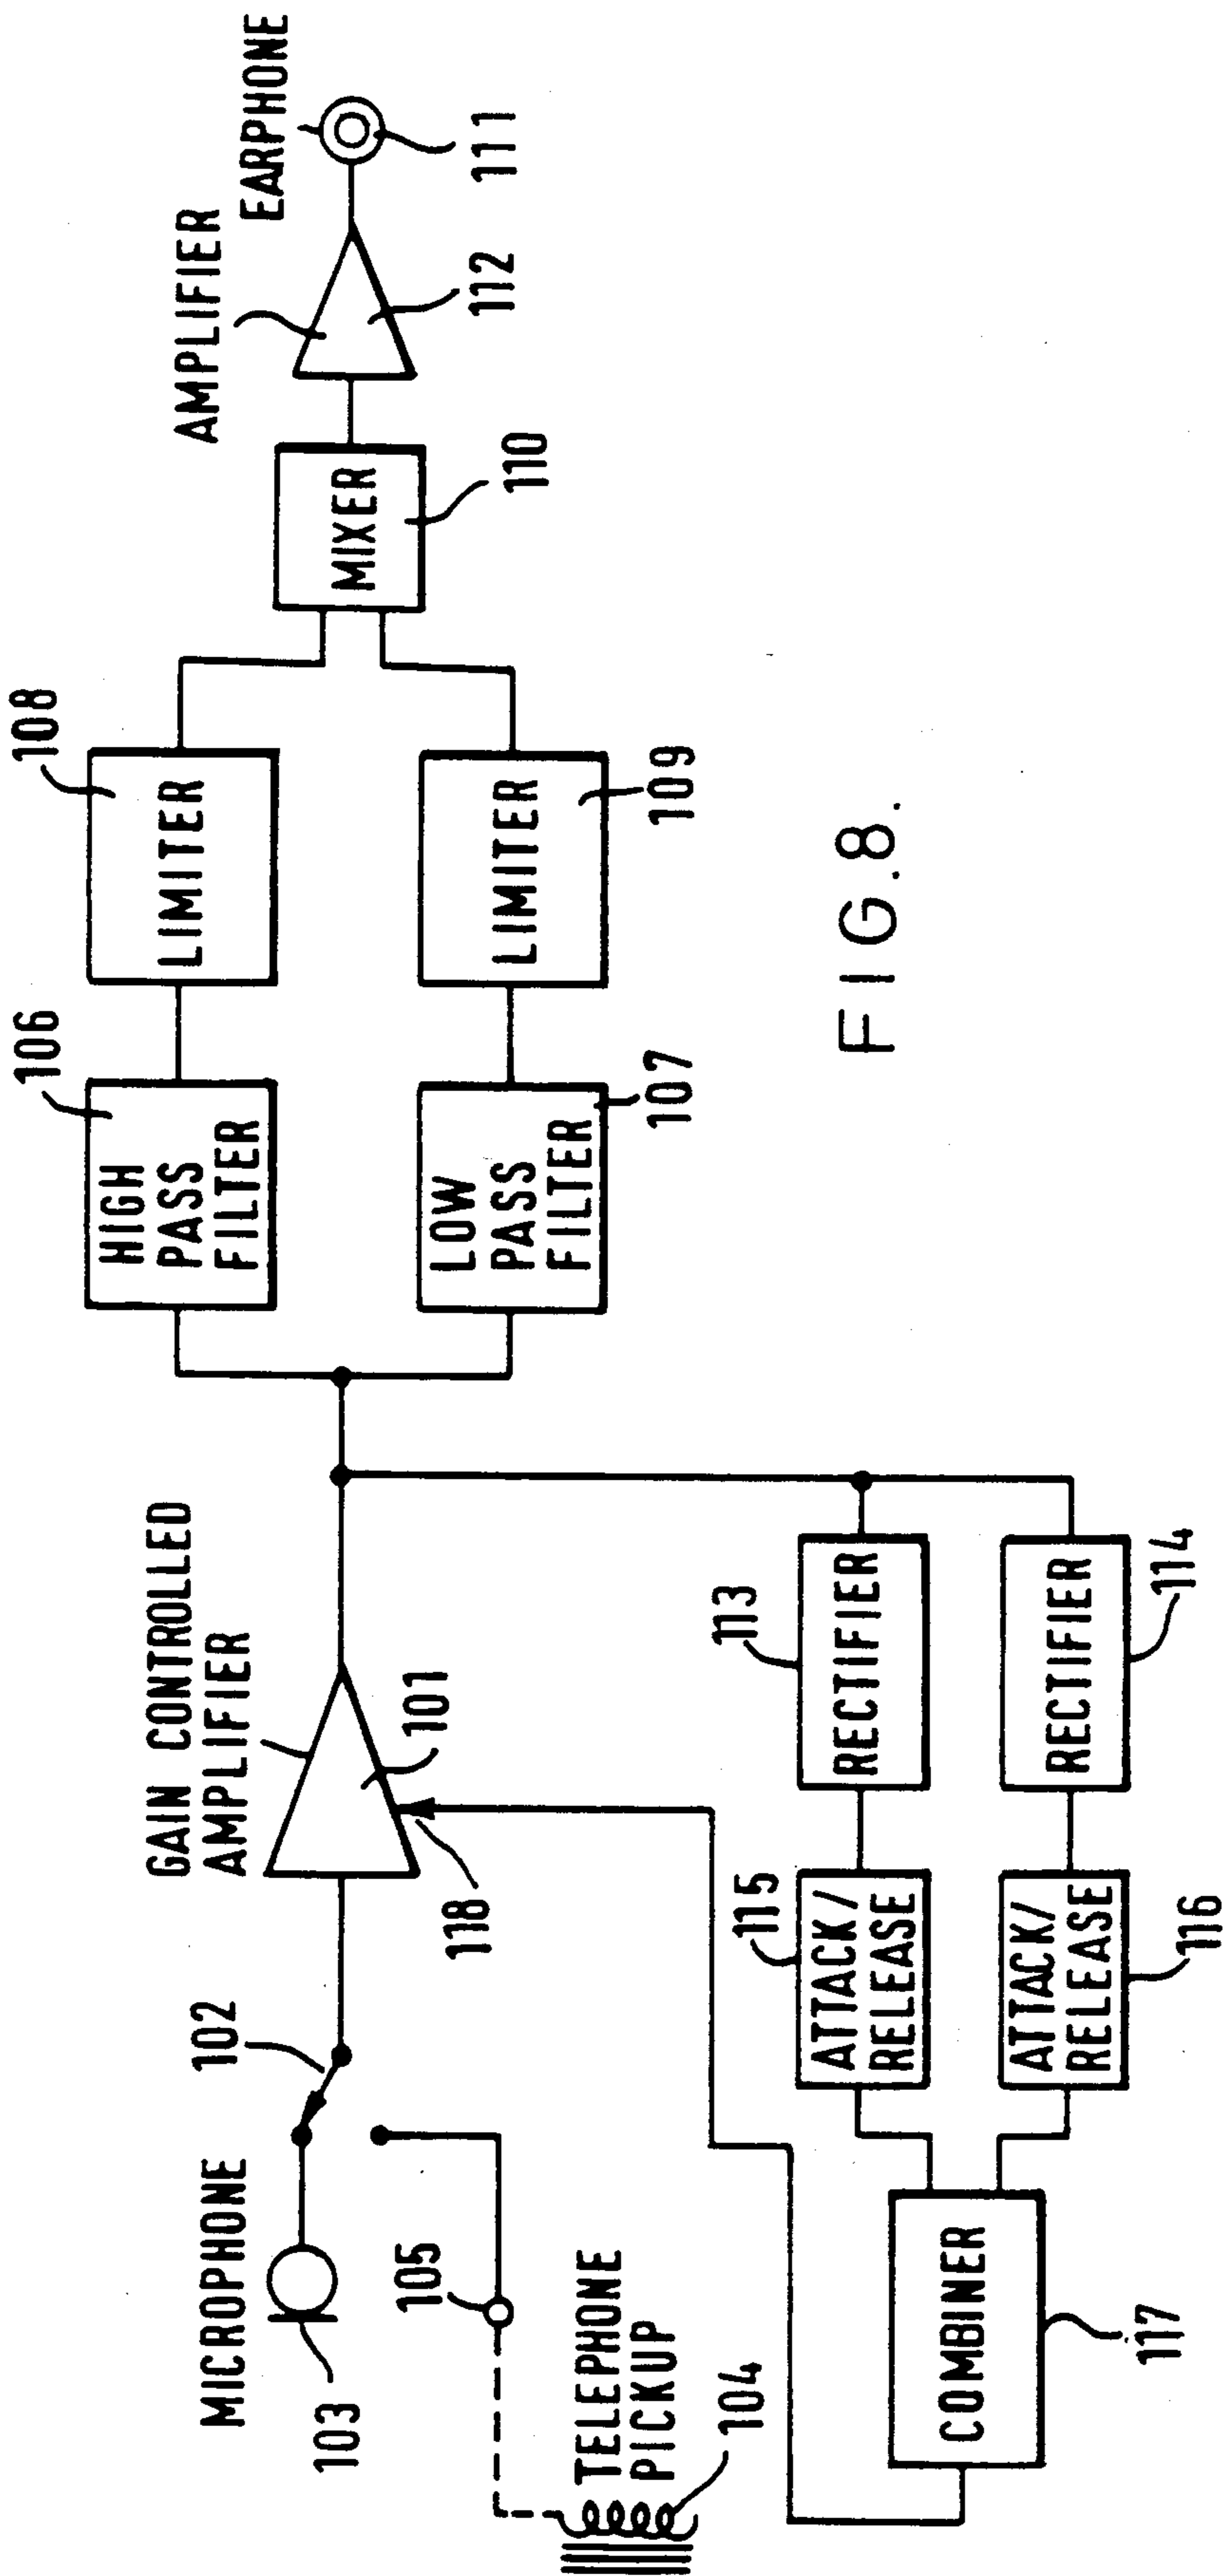 MICROPHONE
103
102
GAIN CONTROLLED
AMPLIFIER
101
118
105
TELEPHONE
PICKUP
104
106
HIGH
PASS
FILTER
108
LIMITER
LOW
PASS
FILTER
107
LIMITER
109
MIXER
110
AMPLIFIER
112
EARPHONE
111
113
RECTIFIER
RECTIFIER
114
115
ATTACK/
RELEASE
ATTACK/
RELEASE
116
COMBINER
117
FIG.8.